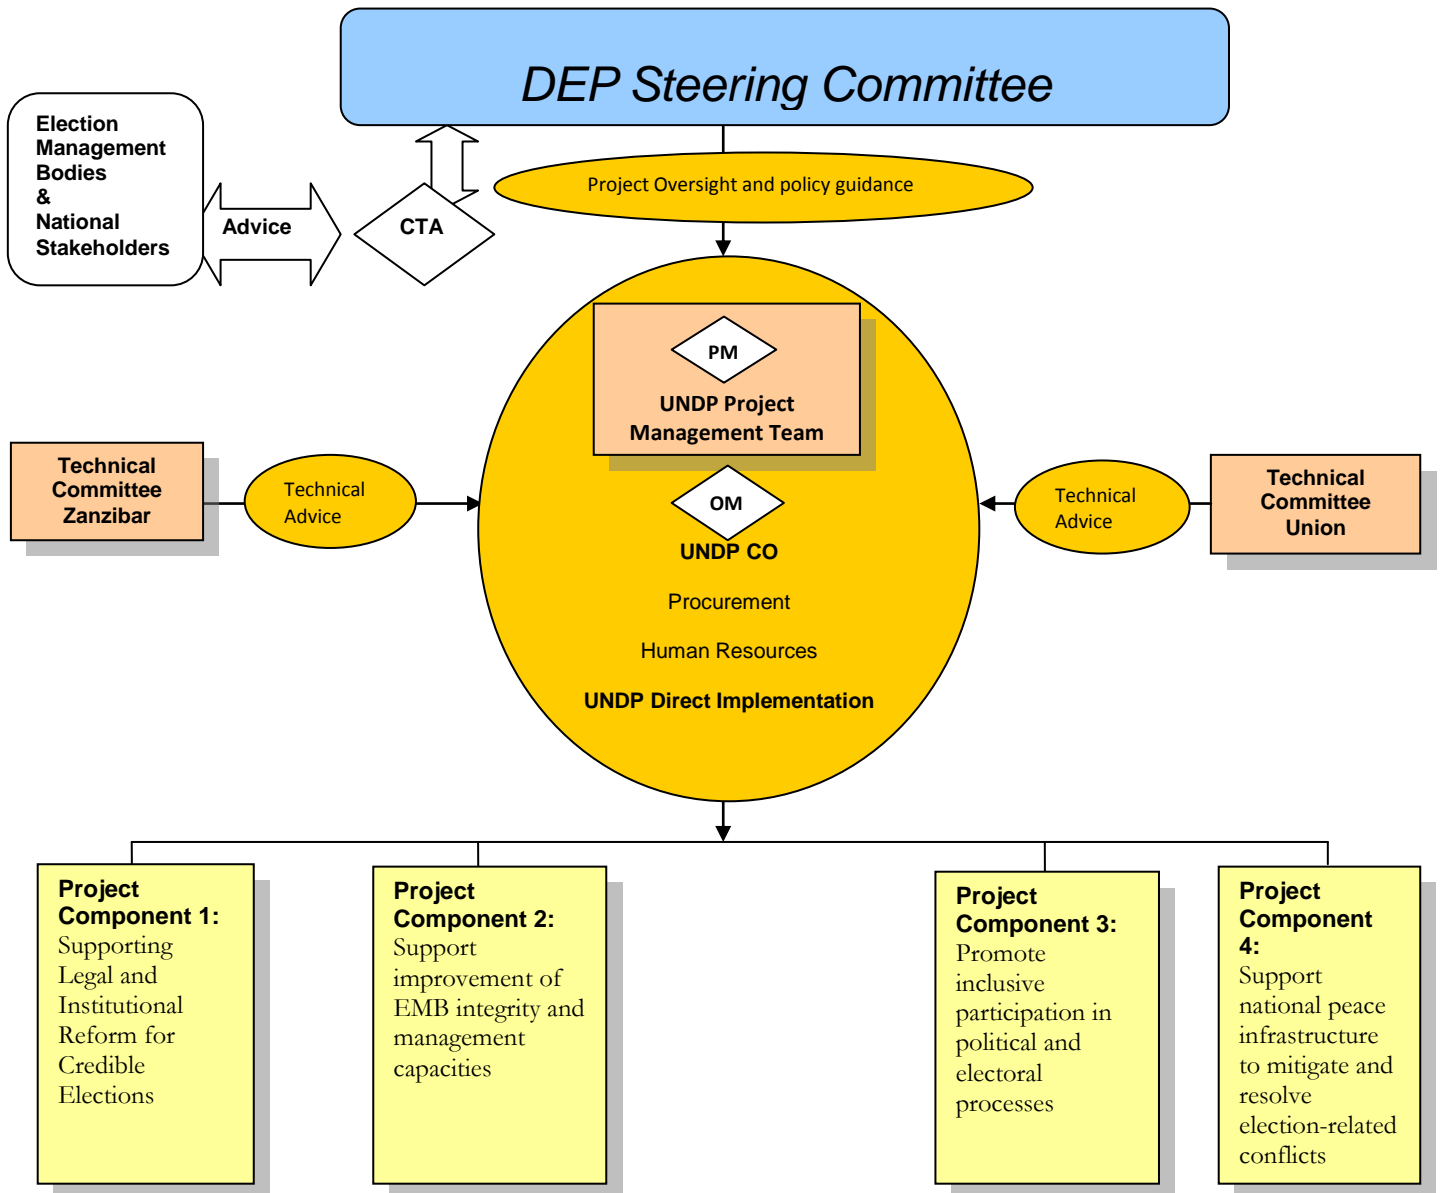 DEP Steering Committee
Election
Management
Bodies
&
National
Stakeholders
Advice
CTA
Project Oversight and policy guidance
PM
UNDP Project
Management Team
Technical
Committee
Zanzibar
Technical
Advice
OM
UNDP CO
Procurement
Human Resources
UNDP Direct Implementation
Technical
Advice
Technical
Committee
Union
Project
Component 1:
Supporting
Legal and
Institutional
Reform for
Credible
Elections
Project
Component 2:
Support
improvement of
EMB integrity and
management
capacities
Project
Component 3:
Promote
inclusive
participation in
political and
electoral
processes
Project
Component
4:
Support
national peace
infrastructure
to mitigate and
resolve
election-related
conflicts